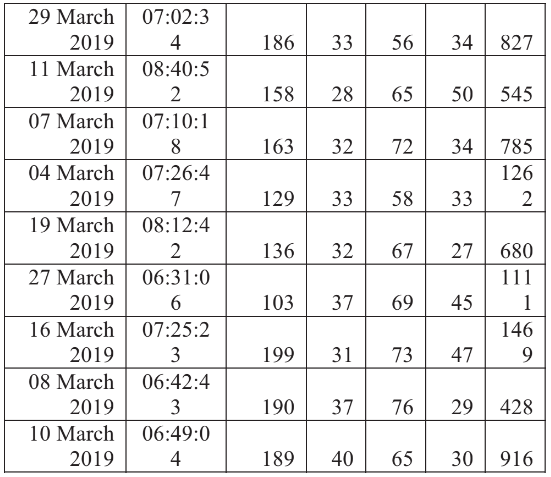 29 March 07:02:3
2019 4 186 33 56 34 827
11 March 08:40:5
2019 2 158 28 65 50 545
07 March 07:10:1
2019 8 163 32 72 34 785
04 March 07:26:4 126
2019 7 129 33 58 33 2
19 March 08:12:4
2019 2 136 32 67 27 680
27 March 06:31:0 111
2019 6 103 37 69 45 1
16 March 07:25:2 146
2019 3 199 31 73 47 9
08 March 06:42:4
2019 3 190 37 76 29 428
10 March 06:49:0
2019 4 189 40 65 30 916